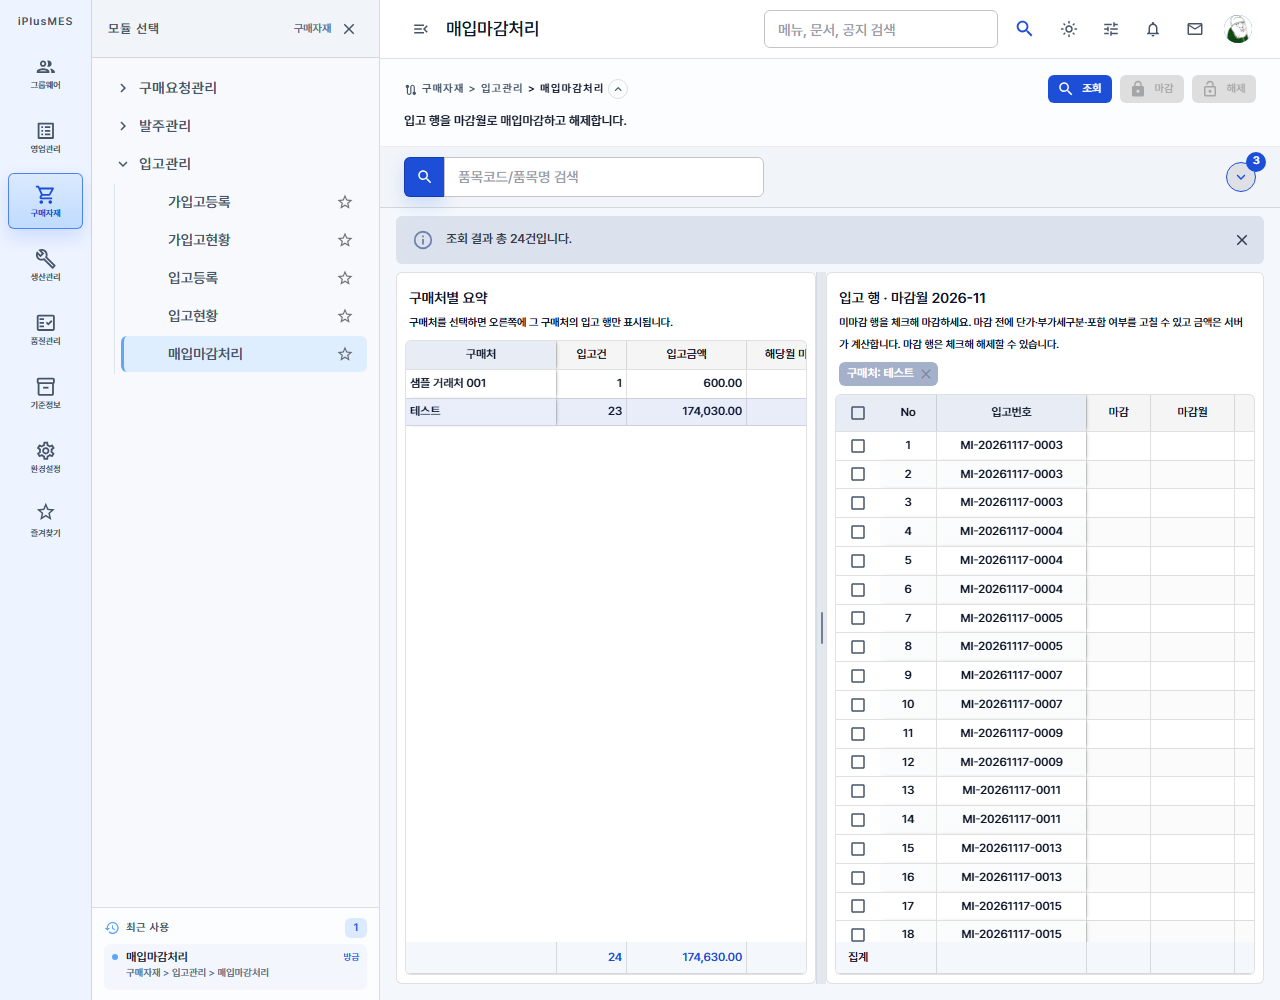 iPlusMES
그룹웨어
영업관리
구매자재
생산관리
품질관리
기준정보
환경설정
즐겨찾기
모듈 선택
구매자재
구매요청관리
발주관리
입고관리
가입고등록
가입고현황
입고등록
입고현황
매입마감처리
최근 사용
1
매입마감처리
방금
구매자재 > 입고관리 > 매입마감처리
매입마감처리
메뉴, 문서, 공지 검색
구매자재 > 입고관리 > 매입마감처리
조회
마감
해제
입고 행을 마감월로 매입마감하고 해제합니다.
품목코드/품목명 검색
3
조회 결과 총 24건입니다.
구매처별 요약
구매처를 선택하면 오른쪽에 그 구매처의 입고 행만 표시됩니다.
구매처 입고건 입고금액 해당월 미
샘플 거래처 001 1 600.00
테스트 23 174,030.00
24 174,630.00
입고 행 · 마감월 2026-11
미마감 행을 체크해 마감하세요. 마감 전에 단가·부가세구분·포함 여부를 고칠 수 있고 금액은 서버
가 계산합니다. 마감 행은 체크해 해제할 수 있습니다.
구매처: 테스트
No 입고번호 마감 마감월
1 MI-20261117-0003
2 MI-20261117-0003
3 MI-20261117-0003
4 MI-20261117-0004
5 MI-20261117-0004
6 MI-20261117-0004
7 MI-20261117-0005
8 MI-20261117-0005
9 MI-20261117-0007
10 MI-20261117-0007
11 MI-20261117-0009
12 MI-20261117-0009
13 MI-20261117-0011
14 MI-20261117-0011
15 MI-20261117-0013
16 MI-20261117-0013
17 MI-20261117-0015
18 MI-20261117-0015
집계